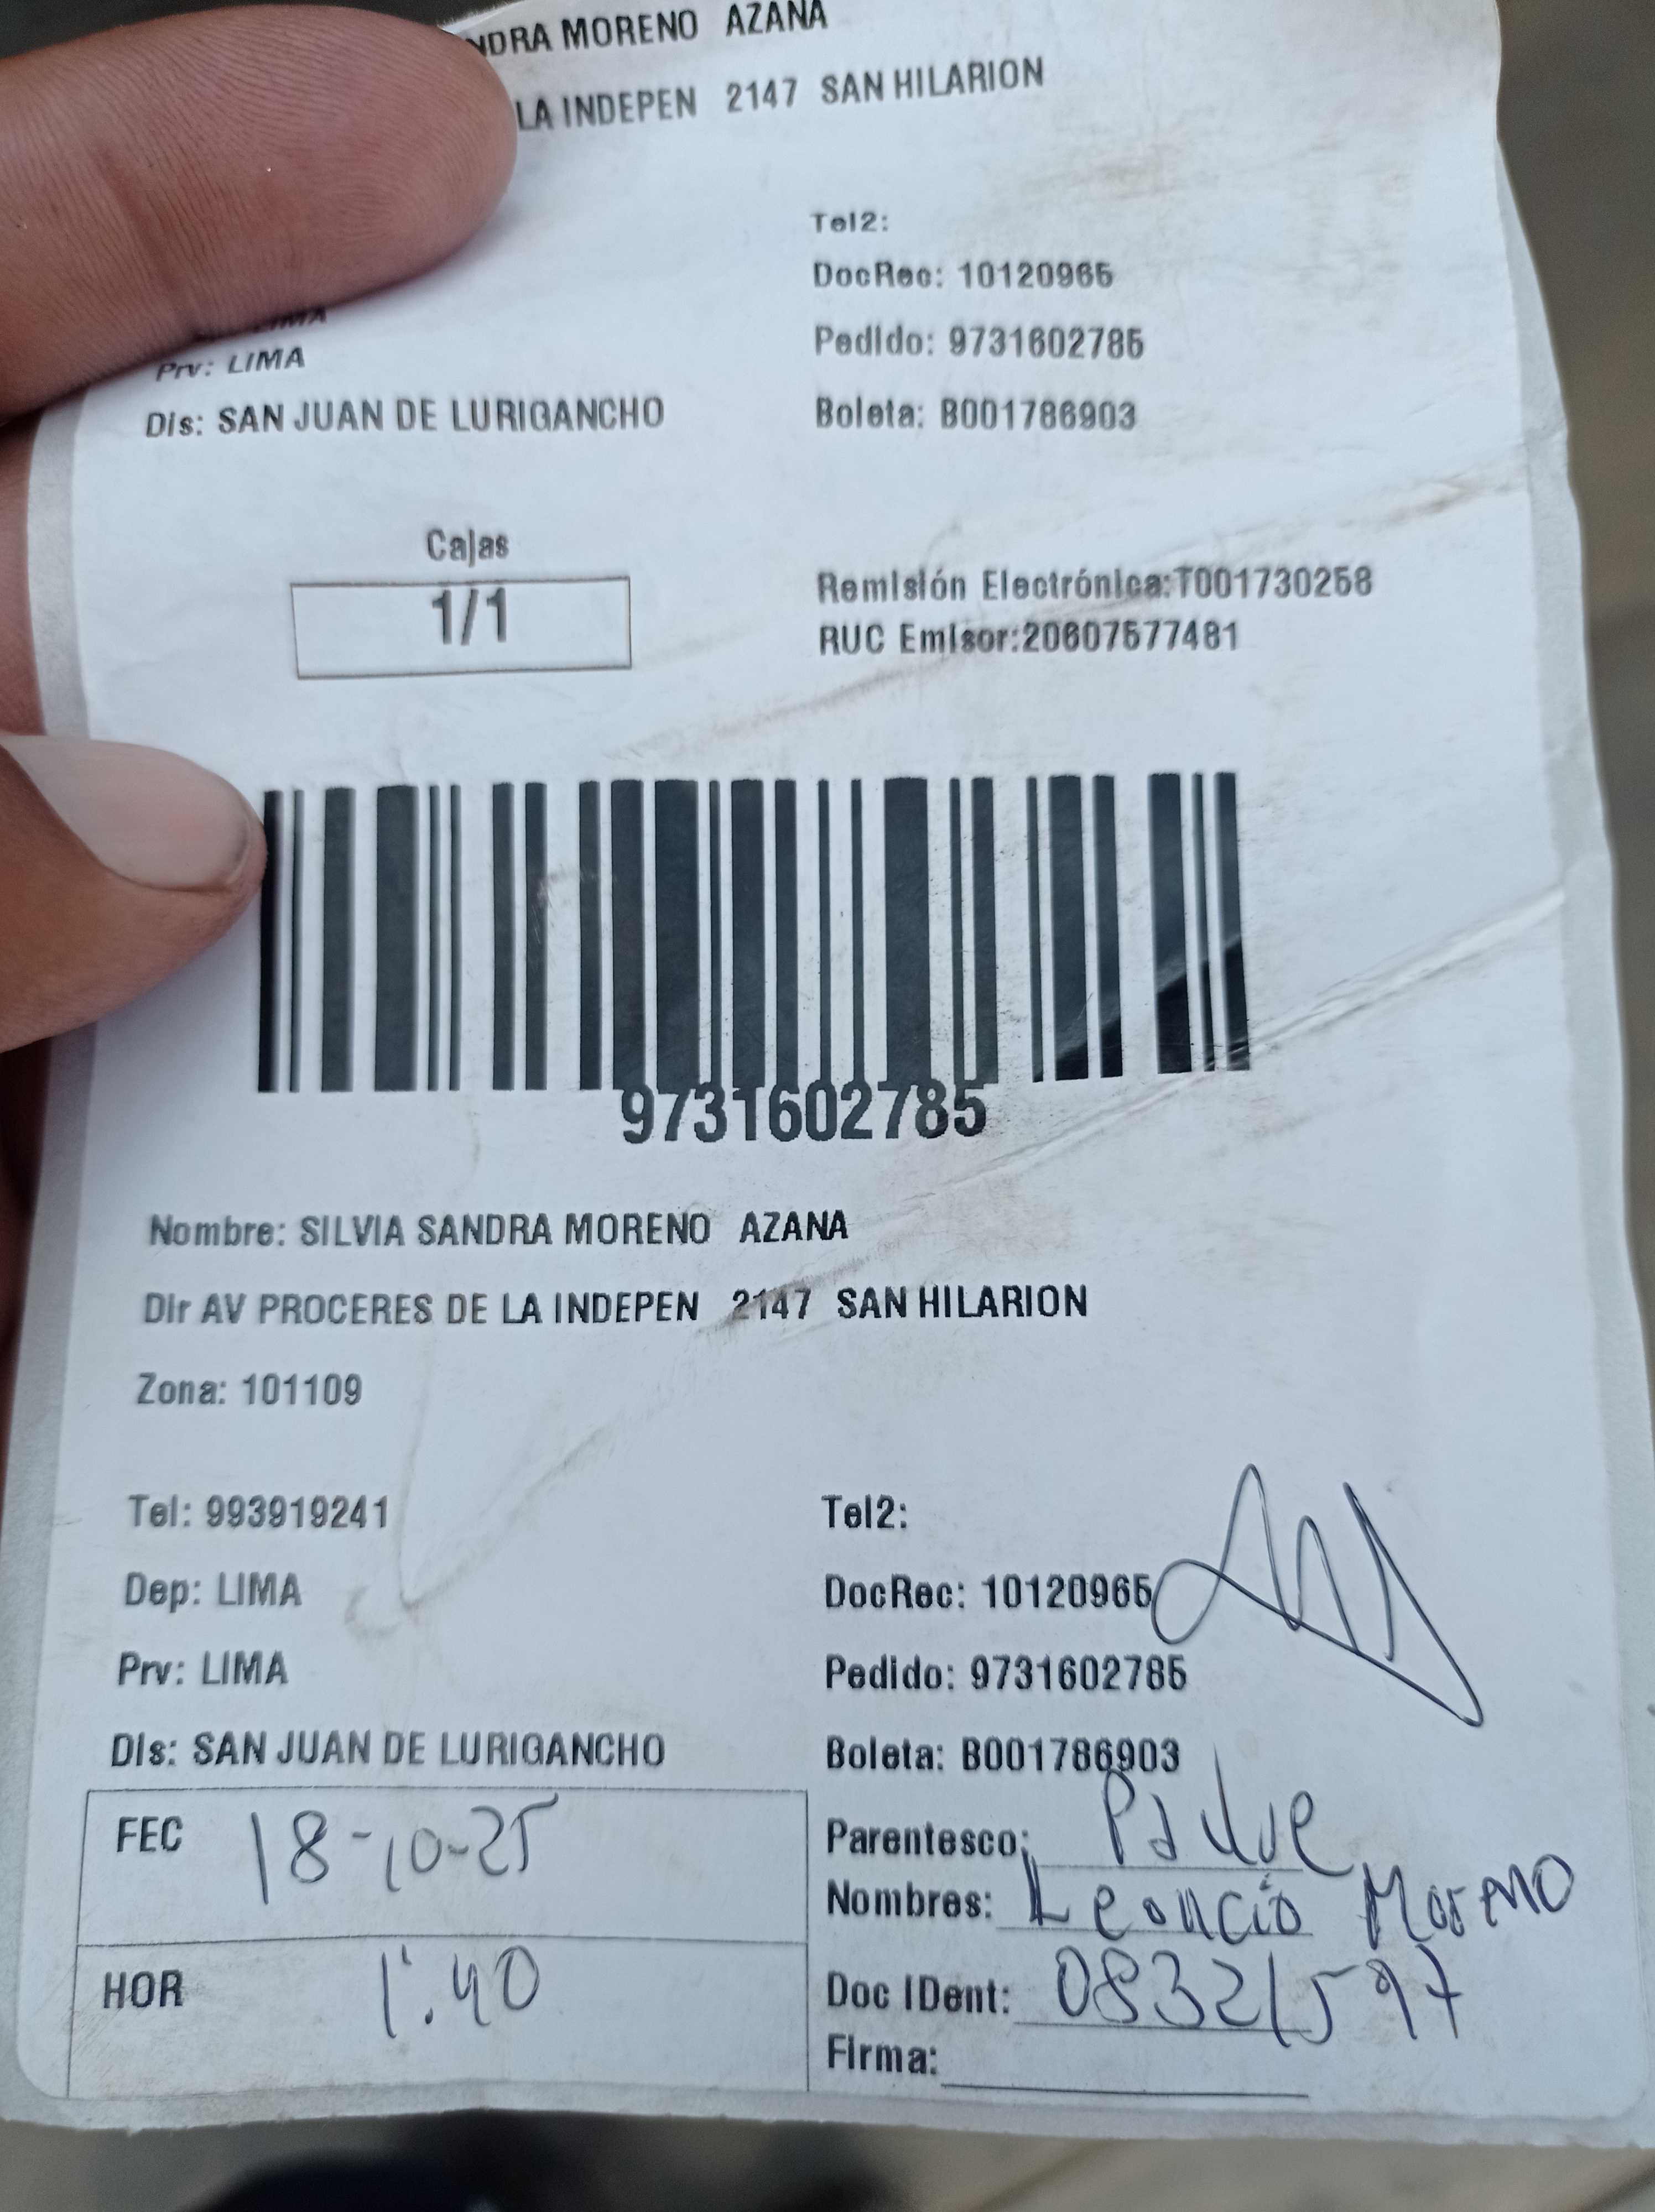 MORENO AZANA
LA INDEPEN 2147 SAN HILARION
Tel2:
DocRec: 10120965
LIMA
Prv: LIMA
Pedido: 9731602785
Dis: SAN JUAN DE LURIGANCHO
Boleta: B001786903
Cajas
1/1
Remisión Electrónica:T001730258
RUC Emisor:20607577481
9731602785
Nombre: SILVIA SANDRA MORENO AZANA
Dir AV PROCERES DE LA INDEPEN 2147 SAN HILARION
Zona: 101109
Tel: 993919241
Tel2:
Dep: LIMA
DocRec: 10120965
Prv: LIMA
Pedido: 9731602785
Dis: SAN JUAN DE LURIGANCHO
Boleta: B001786903
FEC 18-10-25
Parentesco: Padre
Nombres: Leoncio Moreno
HOR 1:40
Doc IDent: 08321597
Firma: